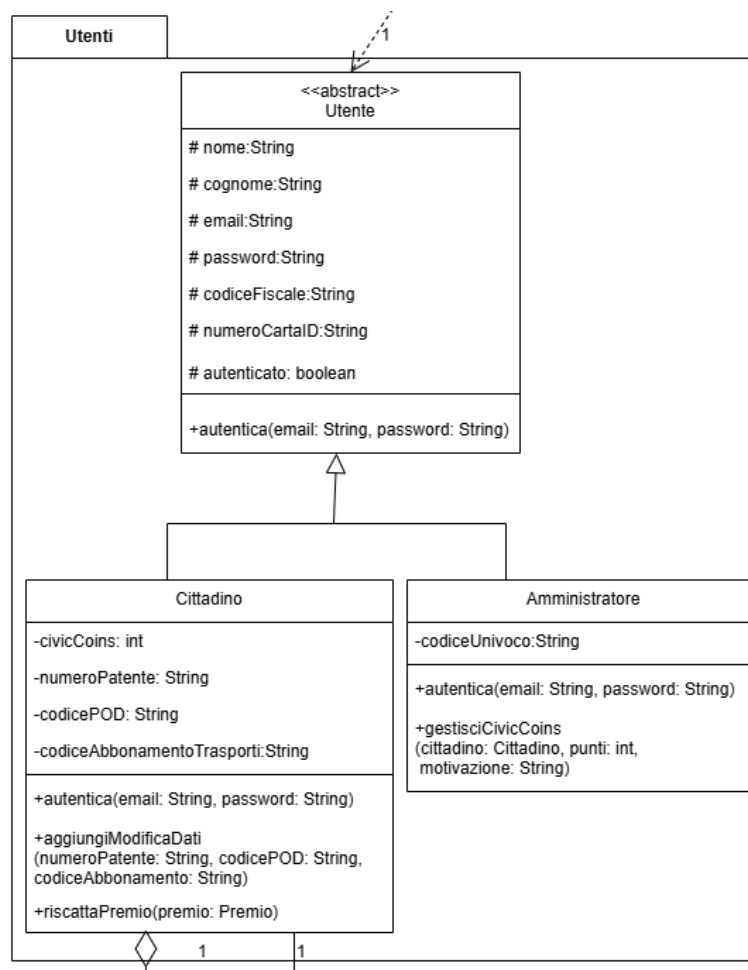 Utenti
1
<<abstract>>
Utente
# nome:String
# cognome:String
# email:String
# password:String
# codiceFiscale:String
# numeroCartaID:String
# autenticato: boolean
+autentica(email: String, password: String)
Cittadino
-civicCoins: int
-numeroPatente: String
-codicePOD: String
-codiceAbbonamentoTrasporti:String
+autentica(email: String, password: String)
+aggiungiModificaDati
(numeroPatente: String, codicePOD: String,
codiceAbbonamento: String)
+riscattaPremio(premio: Premio)
1
1
Amministratore
-codiceUnivoco:String
+autentica(email: String, password: String)
+gestisciCivicCoins
(cittadino: Cittadino, punti: int,
motivazione: String)